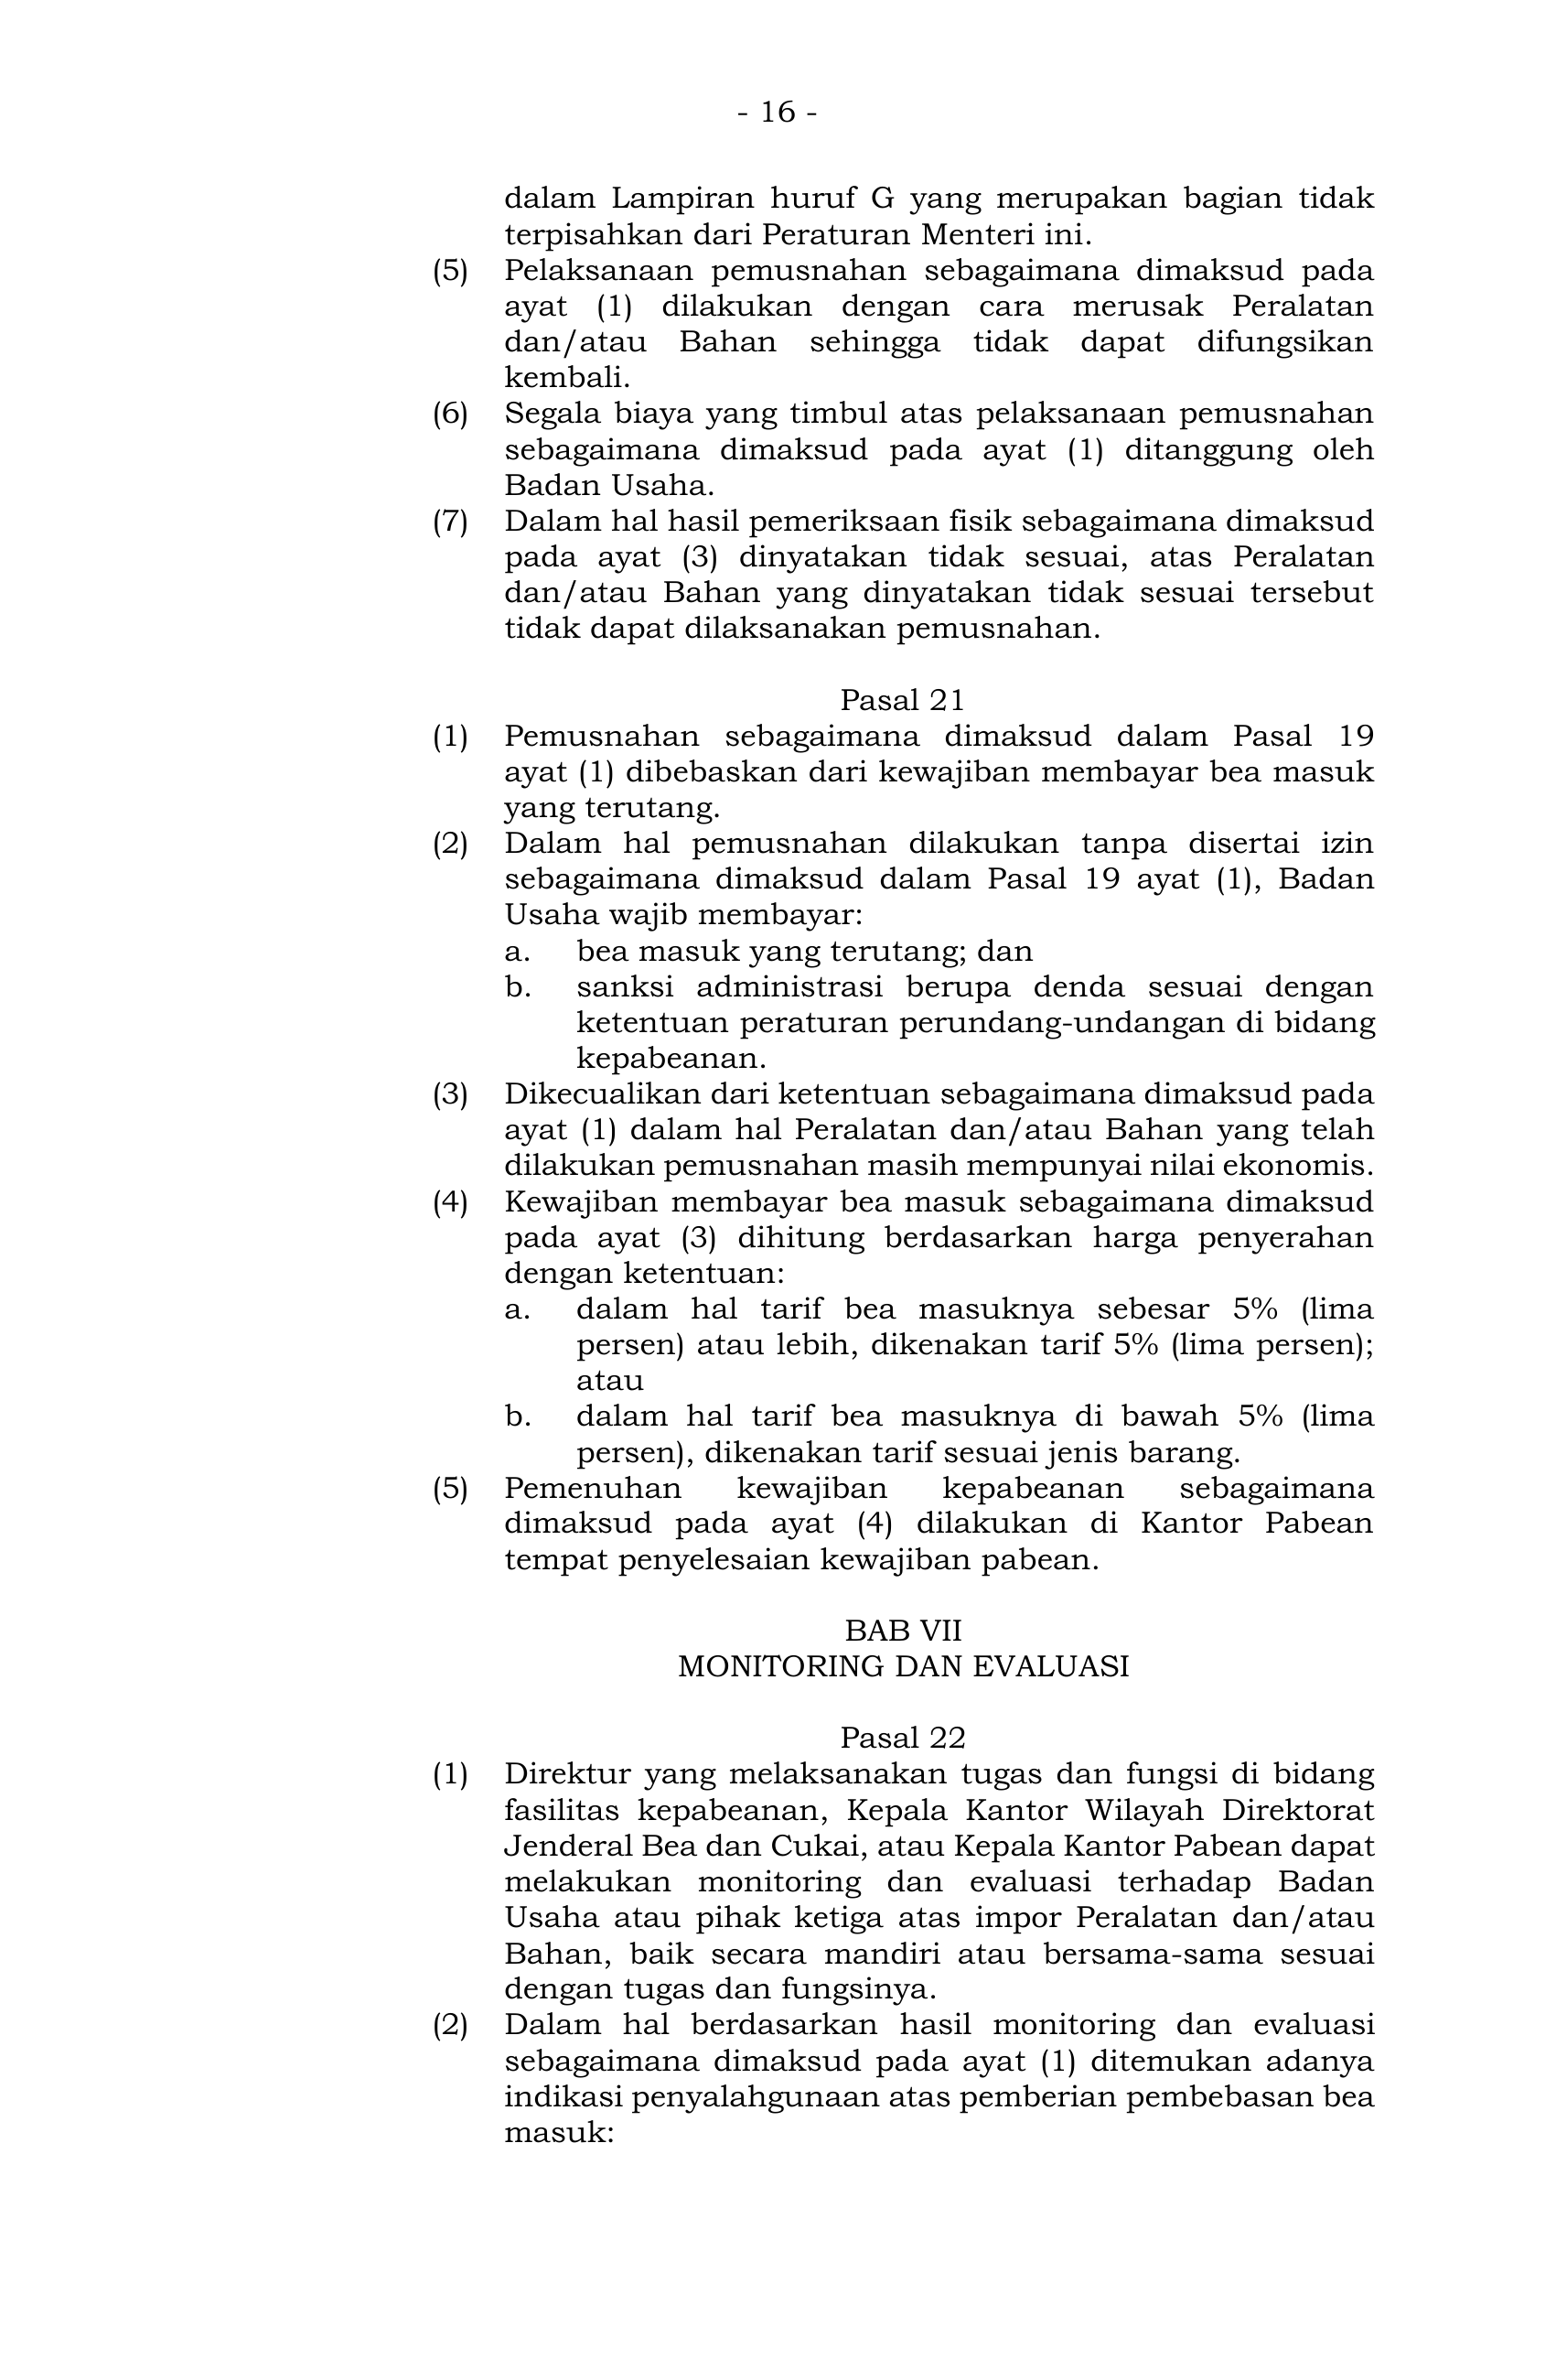 - 16 -
dalam Lampiran huruf G yang merupakan bagian tidak
terpisahkan dari Peraturan Menteri ini.
(5) Pelaksanaan pemusnahan sebagaimana dimaksud pada
ayat (1) dilakukan dengan cara merusak Peralatan
dan/atau Bahan sehingga tidak dapat difungsikan
kembali.
(6) Segala biaya yang timbul atas pelaksanaan pemusnahan
sebagaimana dimaksud pada ayat (1) ditanggung oleh
Badan Usaha.
(7) Dalam hal hasil pemeriksaan fisik sebagaimana dimaksud
pada ayat (3) dinyatakan tidak sesuai, atas Peralatan
dan/atau Bahan yang dinyatakan tidak sesuai tersebut
tidak dapat dilaksanakan pemusnahan.
Pasal 21
(1) Pemusnahan sebagaimana dimaksud dalam Pasal 19
ayat (1) dibebaskan dari kewajiban membayar bea masuk
yang terutang.
(2) Dalam hal pemusnahan dilakukan tanpa disertai izin
sebagaimana dimaksud dalam Pasal 19 ayat (1), Badan
Usaha wajib membayar:
a. bea masuk yang terutang; dan
b. sanksi administrasi berupa denda sesuai dengan
ketentuan peraturan perundang-undangan di bidang
kepabeanan.
(3) Dikecualikan dari ketentuan sebagaimana dimaksud pada
ayat (1) dalam hal Peralatan dan/atau Bahan yang telah
dilakukan pemusnahan masih mempunyai nilai ekonomis.
(4) Kewajiban membayar bea masuk sebagaimana dimaksud
pada ayat (3) dihitung berdasarkan harga penyerahan
dengan ketentuan:
a. dalam hal tarif bea masuknya sebesar 5% (lima
persen) atau lebih, dikenakan tarif 5% (lima persen);
atau
b. dalam hal tarif bea masuknya di bawah 5% (lima
persen), dikenakan tarif sesuai jenis barang.
(5) Pemenuhan kewajiban kepabeanan sebagaimana
dimaksud pada ayat (4) dilakukan di Kantor Pabean
tempat penyelesaian kewajiban pabean.
BAB VII
MONITORING DAN EVALUASI
Pasal 22
(1) Direktur yang melaksanakan tugas dan fungsi di bidang
fasilitas kepabeanan, Kepala Kantor Wilayah Direktorat
Jenderal Bea dan Cukai, atau Kepala Kantor Pabean dapat
melakukan monitoring dan evaluasi terhadap Badan
Usaha atau pihak ketiga atas impor Peralatan dan/atau
Bahan, baik secara mandiri atau bersama-sama sesuai
dengan tugas dan fungsinya.
(2) Dalam hal berdasarkan hasil monitoring dan evaluasi
sebagaimana dimaksud pada ayat (1) ditemukan adanya
indikasi penyalahgunaan atas pemberian pembebasan bea
masuk: